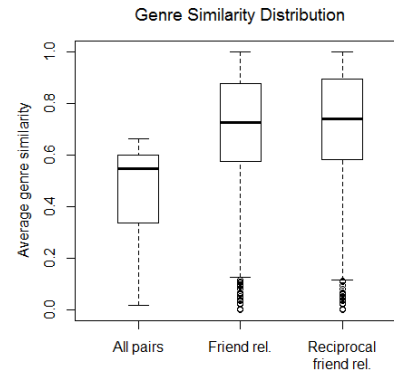 Genre Similarity Distribution
Average genre similarity
1.0
0.8
0.6
0.4
0.2
0.0
All pairs
Friend rel.
Reciprocal
friend rel.